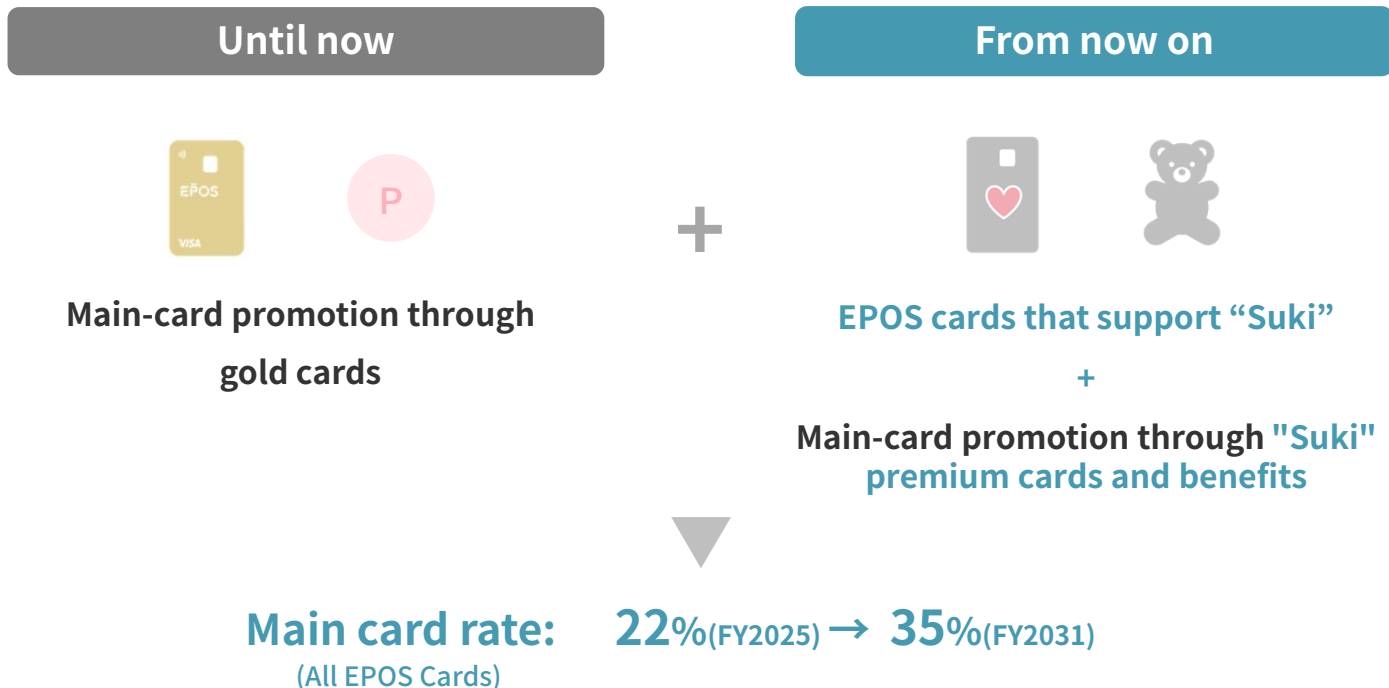 Until now
From now on
EPOS
VISA
P
+
Main-card promotion through
gold cards
EPOS cards that support “Suki”
+
Main-card promotion through "Suki"
premium cards and benefits
Main card rate: 22%(FY2025) → 35%(FY2031)
(All EPOS Cards)